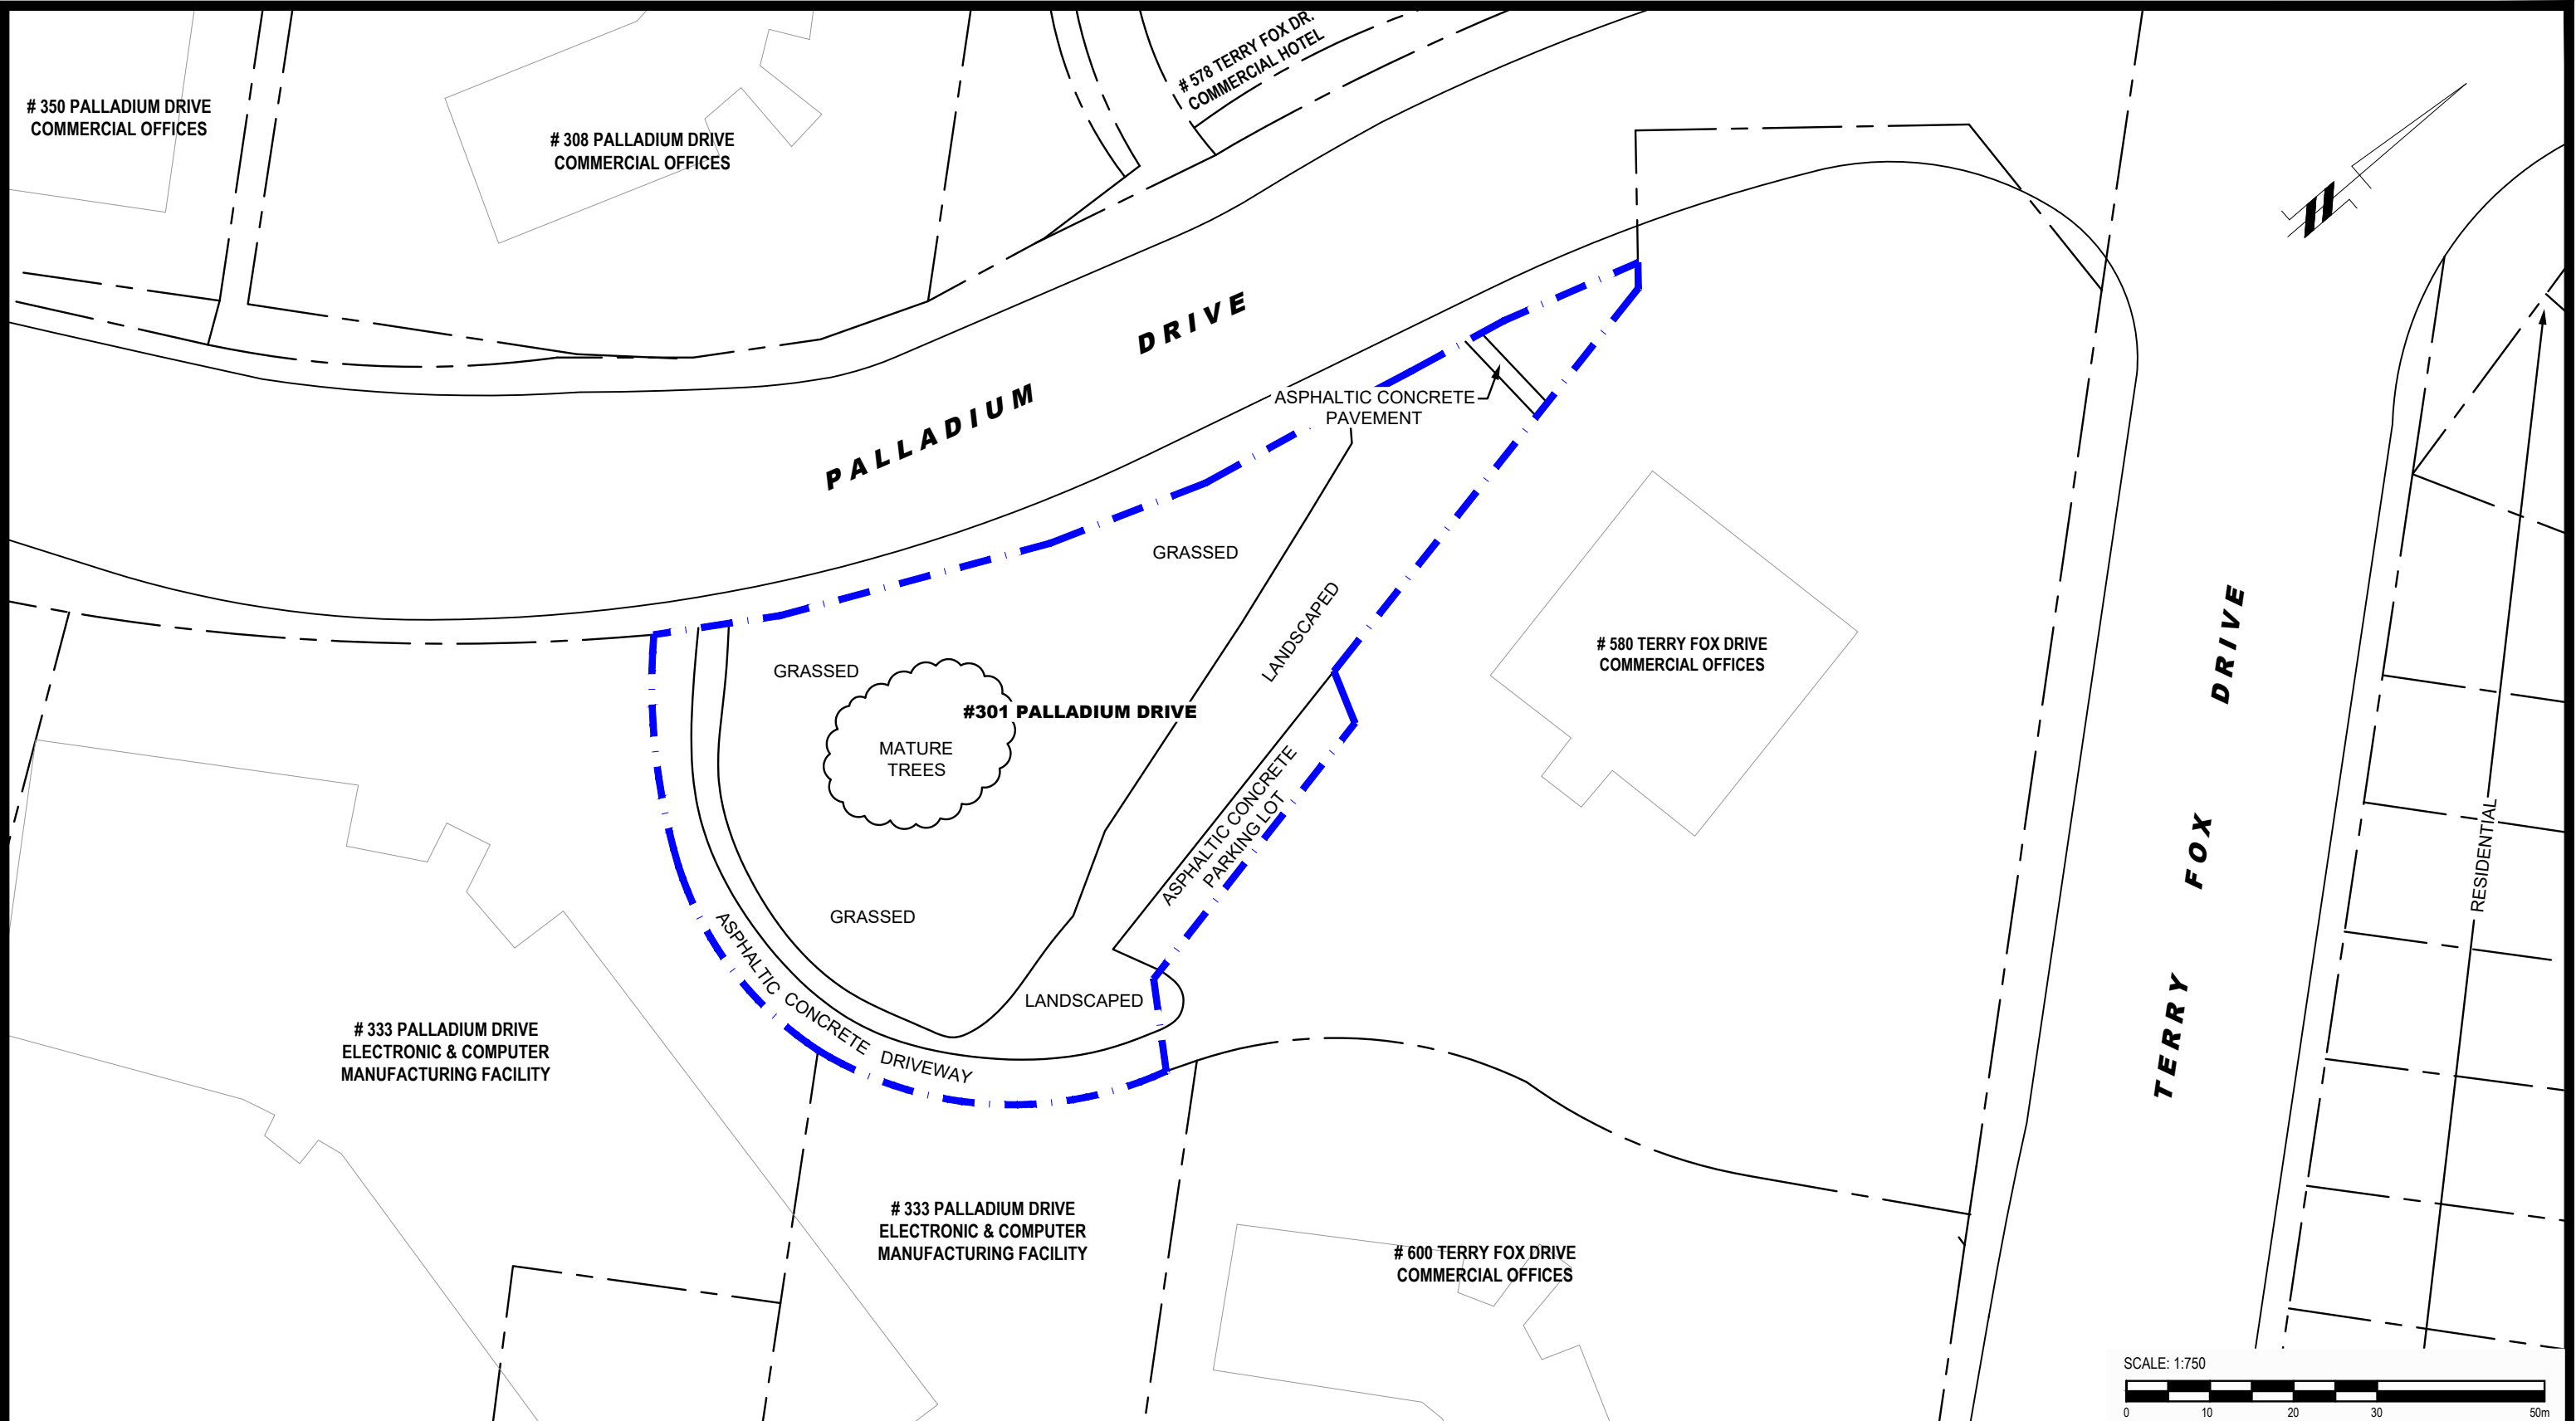 # 578 TERRY FOX DR.
COMMERCIAL HOTEL
# 350 PALLADIUM DRIVE
COMMERCIAL OFFICES
# 308 PALLADIUM DRIVE
COMMERCIAL OFFICES
PALLADIUM DRIVE
ASPHALTIC CONCRETE
PAVEMENT
GRASSED
LANDSCAPED
# 580 TERRY FOX DRIVE
COMMERCIAL OFFICES
GRASSED
#301 PALLADIUM DRIVE
MATURE
TREES
ASPHALTIC CONCRETE
PARKING LOT
TERRY FOX DRIVE
RESIDENTIAL
GRASSED
ASPHALTIC CONCRETE DRIVEWAY
LANDSCAPED
# 333 PALLADIUM DRIVE
ELECTRONIC & COMPUTER
MANUFACTURING FACILITY
# 333 PALLADIUM DRIVE
ELECTRONIC & COMPUTER
MANUFACTURING FACILITY
# 600 TERRY FOX DRIVE
COMMERCIAL OFFICES
SCALE: 1:750
0 10 20 30 50m